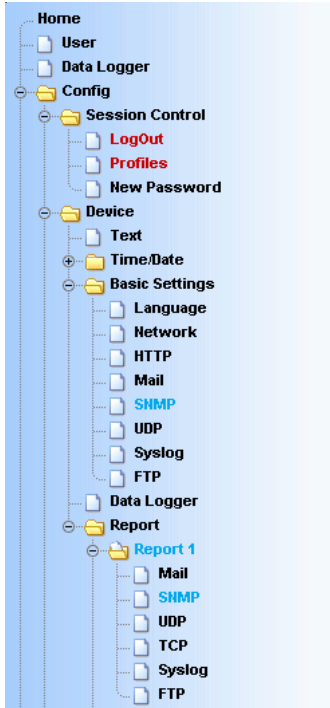 Home
User
Data Logger
Config
Session Control
LogOut
Profiles
New Password
Device
Text
Time/Date
Basic Settings
Language
Network
HTTP
Mail
SNMP
UDP
Syslog
FTP
Data Logger
Report
Report 1
Mail
SNMP
UDP
TCP
Syslog
FTP